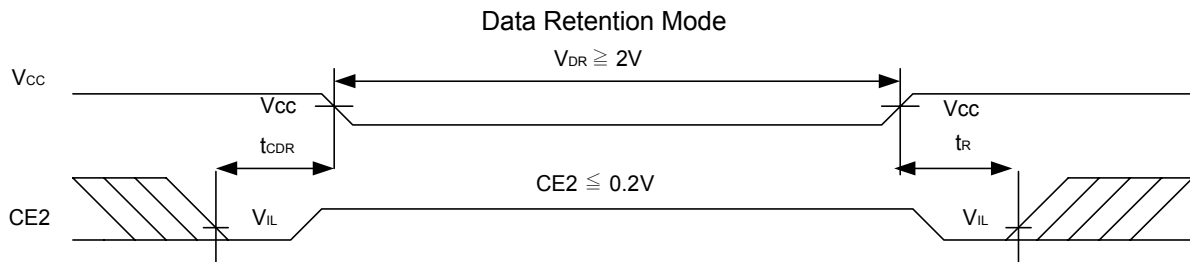 Data Retention Mode
VDR ≧ 2V
VCC
Vcc
Vcc
tCDR
tR
CE2 ≦ 0.2V
CE2
VIL
VIL